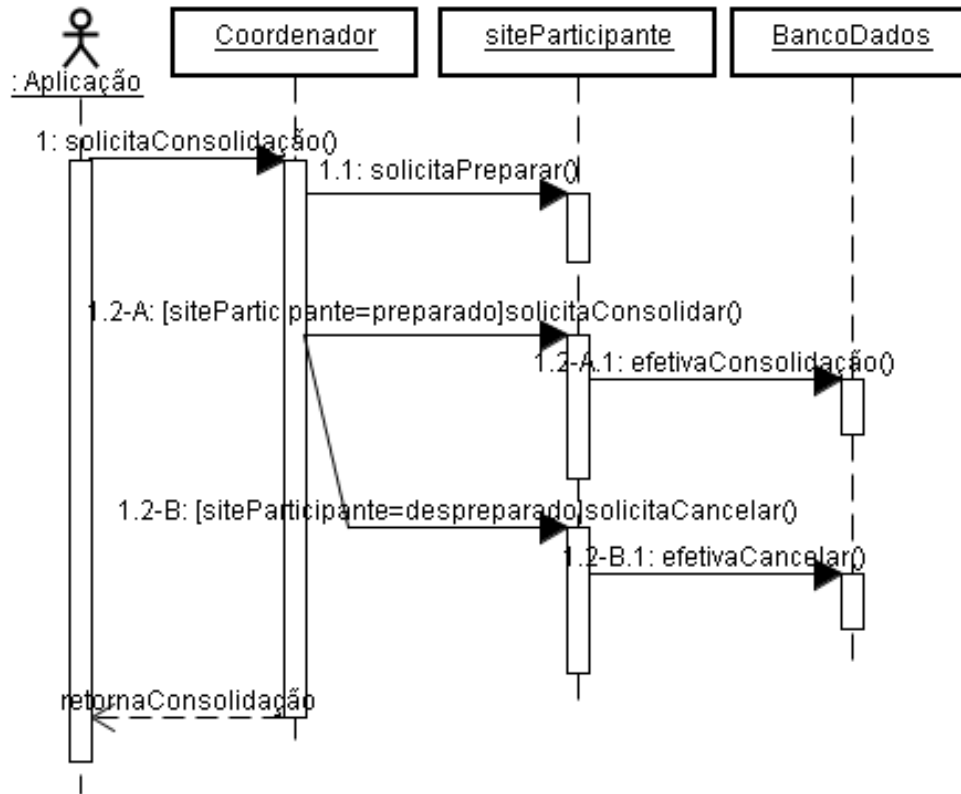 Coordenador
siteParticipante
BancoDados
: Aplicação
1: solicitaConsolidação()
1.1: solicitaPreparar()
1.2-A: [siteParticipante=preparado]solicitaConsolidar()
1.2-A.1: efetivaConsolidação()
1.2-B: [siteParticipante=despreparado]solicitaCancelar()
1.2-B.1: efetivaCancelar()
retornaConsolidação